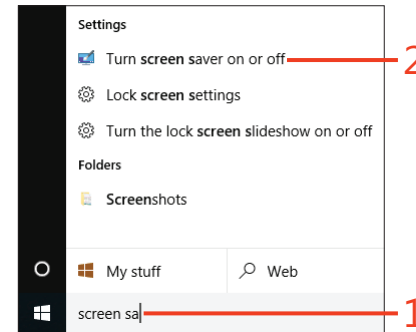 Settings
Turn screen saver on or off
2
Lock screen settings
Turn the lock screen slideshow on or off
Folders
Screenshots
My stuff
Web
screen sa
1